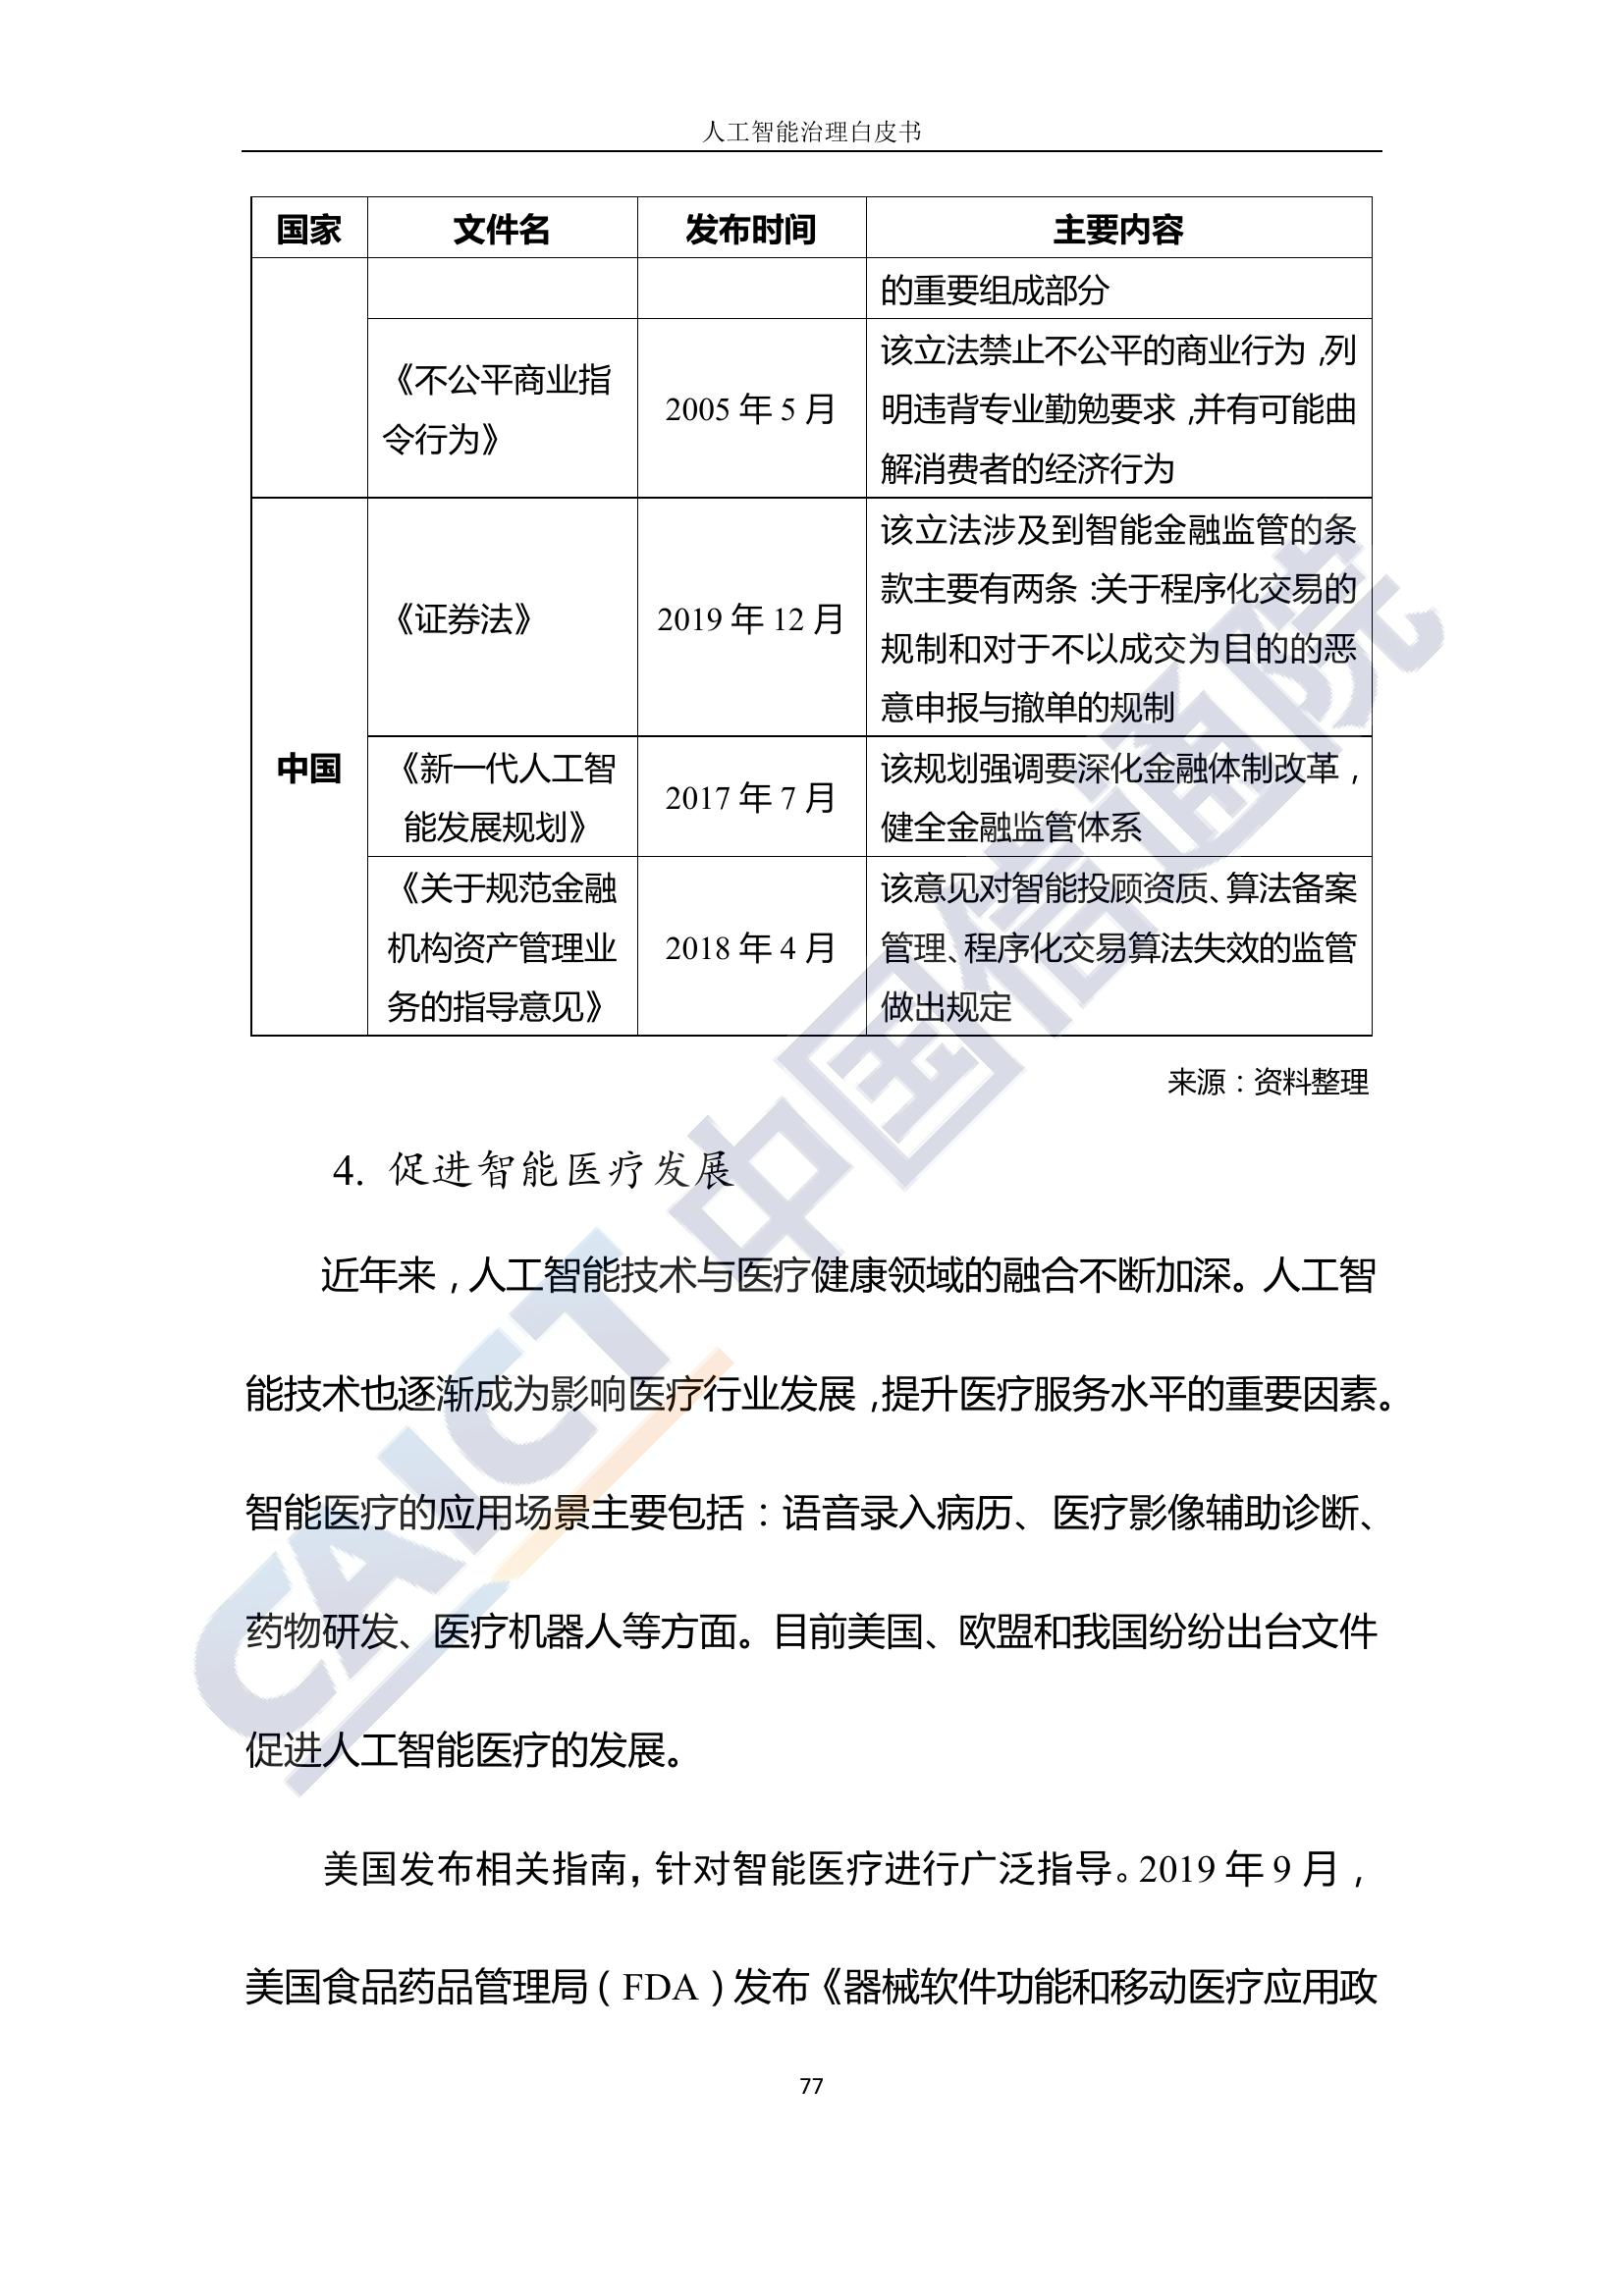 人工智能治理白皮书
国家 文件名 发布时间 主要内容
的重要组成部分
《不公平商业指
令行为》
2005 年 5 月
该立法禁止不公平的商业行为，列
明违背专业勤勉要求，并有可能曲
解消费者的经济行为
中国
《证券法》
2019 年 12 月
该立法涉及到智能金融监管的条
款主要有两条：关于程序化交易的
规制和对于不以成交为目的的恶
意申报与撤单的规制
《新一代人工智
能发展规划》
2017 年 7 月
该规划强调要深化金融体制改革，
健全金融监管体系
《关于规范金融
机构资产管理业
务的指导意见》
2018 年 4 月
该意见对智能投顾资质、算法备案
管理、程序化交易算法失效的监管
做出规定
来源：资料整理
4. 促进智能医疗发展
近年来，人工智能技术与医疗健康领域的融合不断加深。人工智
能技术也逐渐成为影响医疗行业发展，提升医疗服务水平的重要因素。
智能医疗的应用场景主要包括：语音录入病历、医疗影像辅助诊断、
药物研发、医疗机器人等方面。目前美国、欧盟和我国纷纷出台文件
促进人工智能医疗的发展。
美国发布相关指南，针对智能医疗进行广泛指导。2019 年 9 月，
美国食品药品管理局（FDA）发布《器械软件功能和移动医疗应用政
77
CAICT 中国信通院